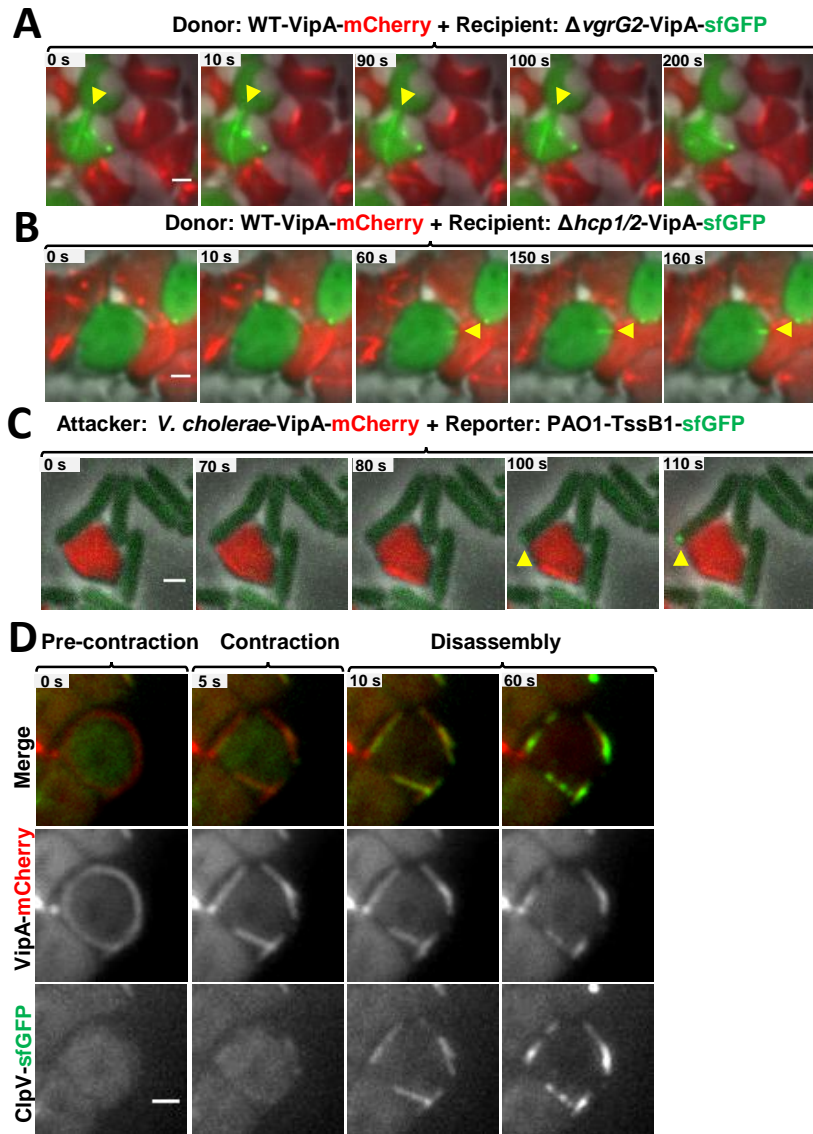 A
Donor: WT-VipA-mCherry + Recipient: ΔvgrG2-VipA-sfGFP
0 s
10 s
90 s
100 s
200 s
B
Donor: WT-VipA-mCherry + Recipient: Δhcp1/2-VipA-sfGFP
0 s
10 s
60 s
150 s
160 s
C
Attacker: V. cholerae-VipA-mCherry + Reporter: PAO1-TssB1-sfGFP
0 s
70 s
80 s
100 s
110 s
D
Pre-contraction
Contraction
Disassembly
0 s
5 s
10 s
60 s
Merge
VipA-mCherry
ClpV-sfGFP